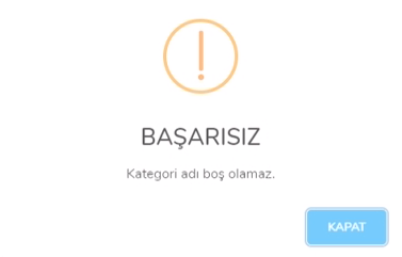 BAŞARISIZ
Kategori adı boş olamaz.
KAPAT